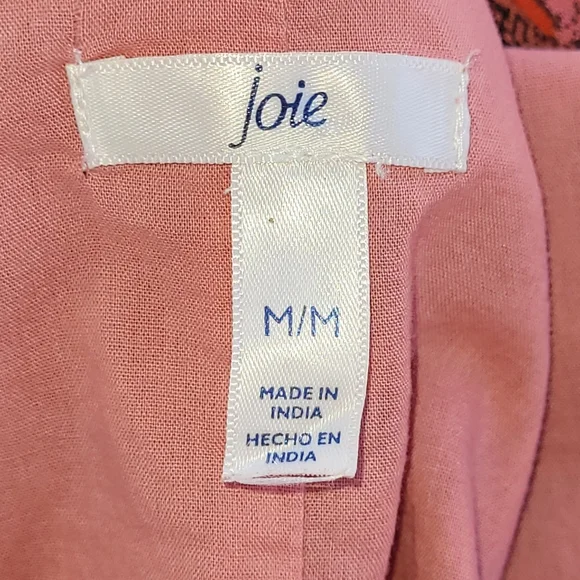 joie
M/M
MADE IN
INDIA
HECHO EN
INDIA